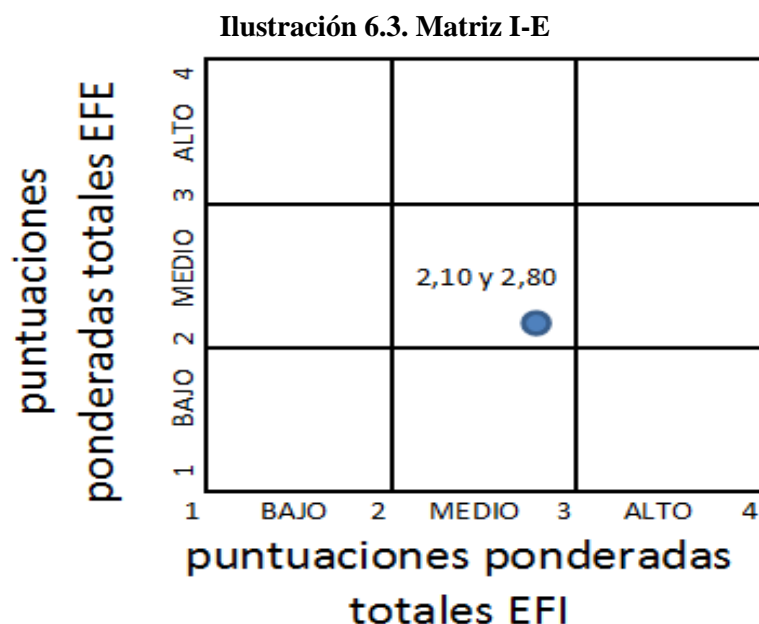 Ilustración 6.3. Matriz I-E
puntuaciones
ponderadas totales EFE
1 BAJO 2 MEDIO 3 ALTO 4
2,10 y 2,80
1 BAJO 2 MEDIO 3 ALTO 4
puntuaciones ponderadas
totales EFI